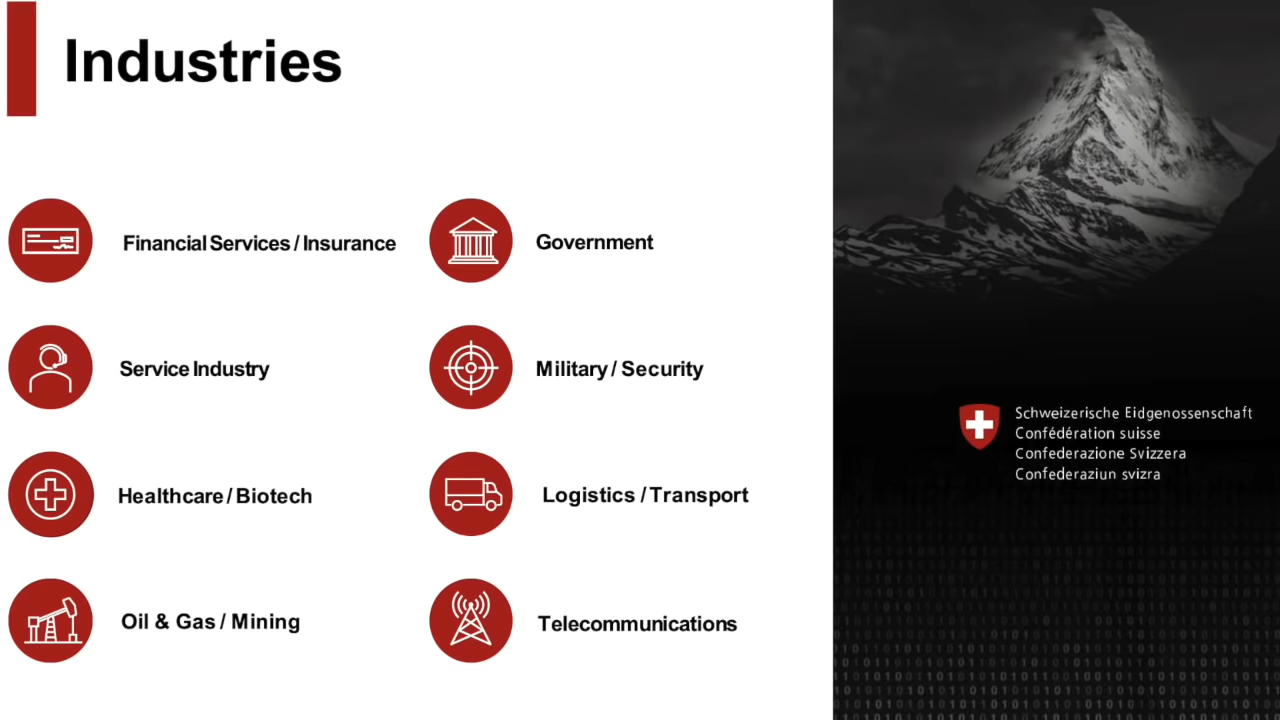 Industries
Financial Services / Insurance
Government
Service Industry
Military / Security
Healthcare / Biotech
Logistics / Transport
Oil & Gas / Mining
Telecommunications
Schweizerische Eidgenossenschaft
Confédération suisse
Confederazione Svizzera
Confederaziun svizra